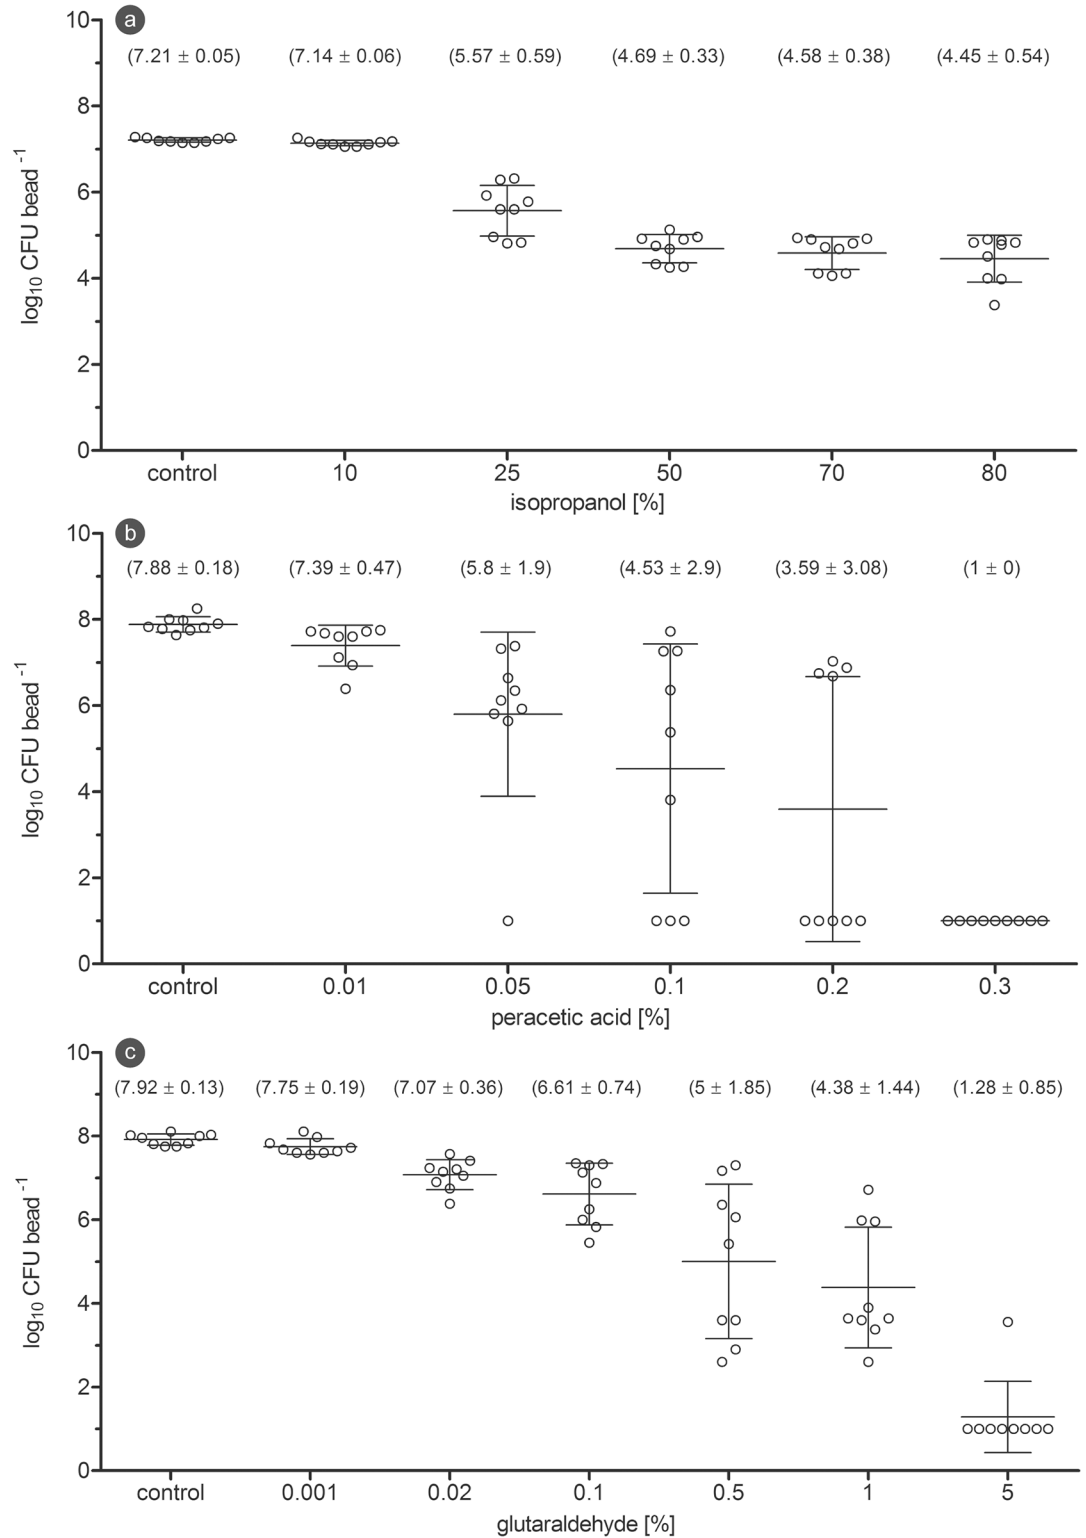 a
(7.21 ± 0.05) (7.14 ± 0.06) (5.57 ± 0.59) (4.69 ± 0.33) (4.58 ± 0.38) (4.45 ± 0.54)
10
8
6
4
2
0
log10 CFU bead -1
control 10 25 50 70 80
isopropanol [%]
b
(7.88 ± 0.18) (7.39 ± 0.47) (5.8 ± 1.9) (4.53 ± 2.9) (3.59 ± 3.08) (1 ± 0)
10
8
6
4
2
0
log10 CFU bead -1
control 0.01 0.05 0.1 0.2 0.3
peracetic acid [%]
c
(7.92 ± 0.13) (7.75 ± 0.19) (7.07 ± 0.36) (6.61 ± 0.74) (5 ± 1.85) (4.38 ± 1.44) (1.28 ± 0.85)
10
8
6
4
2
0
log10 CFU bead -1
control 0.001 0.02 0.1 0.5 1 5
glutaraldehyde [%]